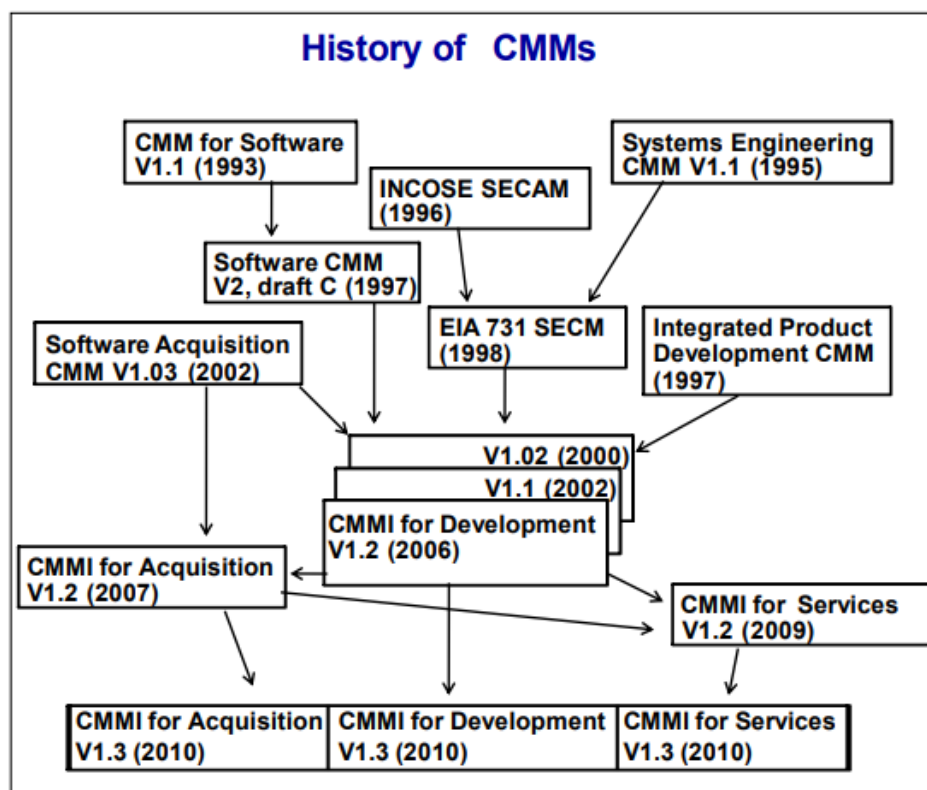 History of CMMs
CMM for Software
V1.1 (1993)
Systems Engineering
CMM V1.1 (1995)
INCOSE SECAM
(1996)
Software CMM
V2, draft C (1997)
EIA 731 SECM
(1998)
Integrated Product
Development CMM
(1997)
Software Acquisition
CMM V1.03 (2002)
V1.02 (2000)
V1.1 (2002)
CMMI for Development
V1.2 (2006)
CMMI for Acquisition
V1.2 (2007)
CMMI for Services
V1.2 (2009)
CMMI for Acquisition
V1.3 (2010)
CMMI for Development
V1.3 (2010)
CMMI for Services
V1.3 (2010)